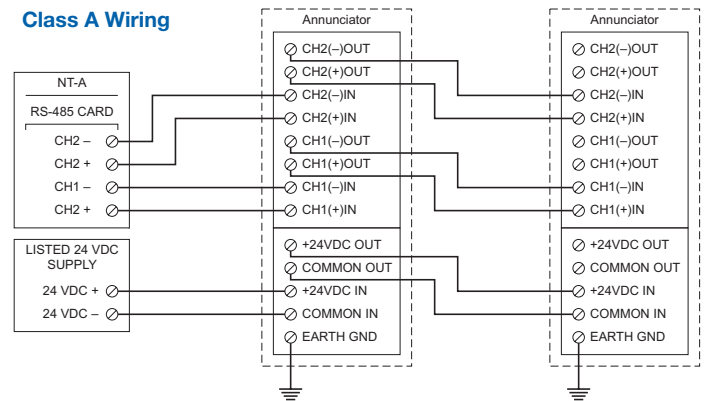 Class A Wiring
NT-A
RS-485 CARD
CH2 –
CH2 +
CH1 –
CH2 +
LISTED 24 VDC
SUPPLY
24 VDC +
24 VDC –
Annunciator
CH2(–)OUT
CH2(+)OUT
CH2(–)IN
CH2(+)IN
CH1(–)OUT
CH1(+)OUT
CH1(–)IN
CH1(+)IN
+24VDC OUT
COMMON OUT
+24VDC IN
COMMON IN
EARTH GND
Annunciator
CH2(–)OUT
CH2(+)OUT
CH2(–)IN
CH2(+)IN
CH1(–)OUT
CH1(+)OUT
CH1(–)IN
CH1(+)IN
+24VDC OUT
COMMON OUT
+24VDC IN
COMMON IN
EARTH GND